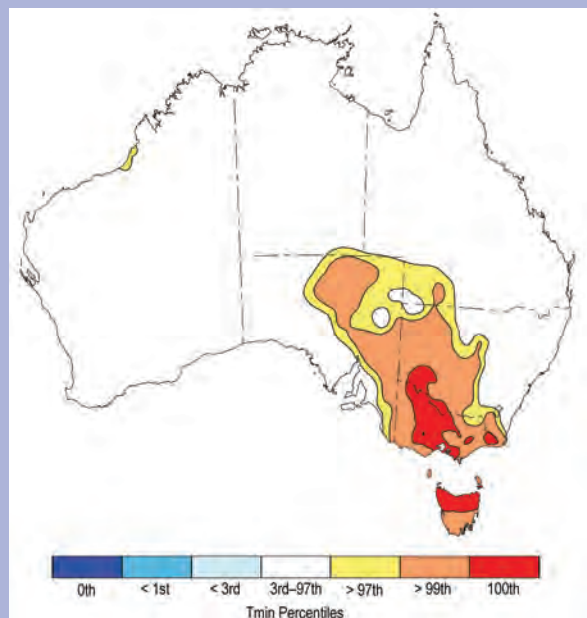 0th < 1st < 3rd 3rd–97th > 97th > 99th 100th
Tmin Percentiles